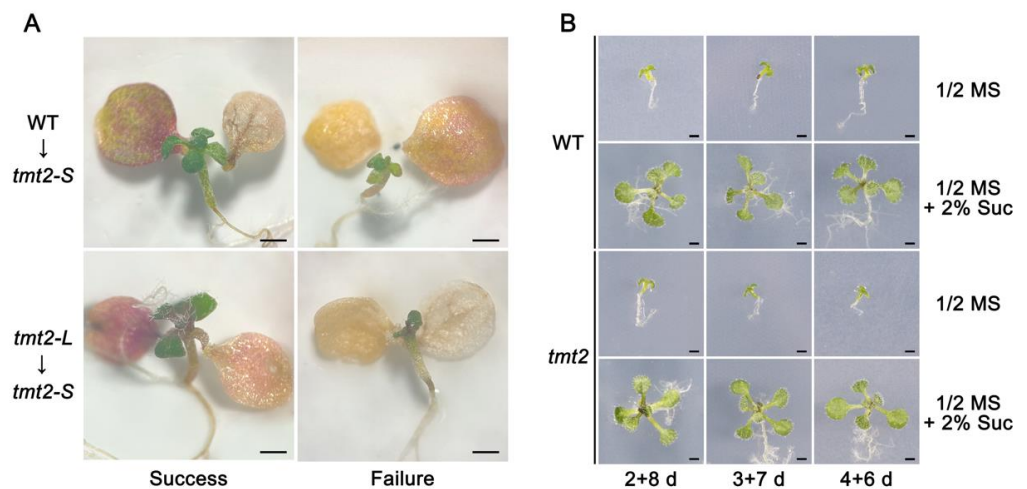 A
B
WT
↓
tmt2-S
tmt2-L
↓
tmt2-S
Success
Failure
WT
tmt2
1/2 MS
1/2 MS
+ 2% Suc
1/2 MS
1/2 MS
+ 2% Suc
2+8 d
3+7 d
4+6 d